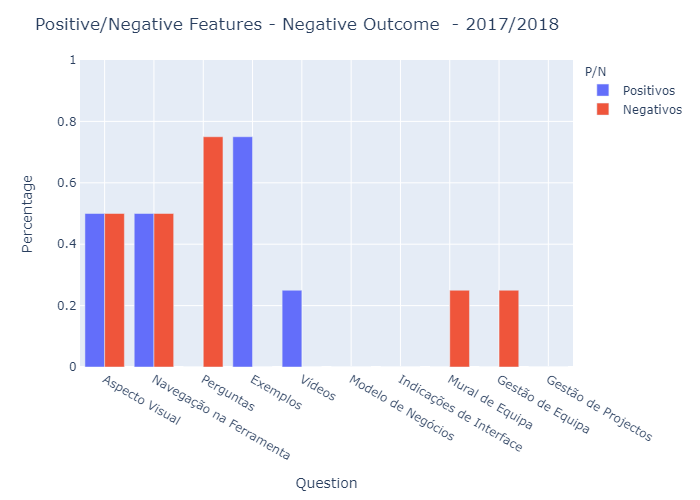 Positive/Negative Features - Negative Outcome  - 2017/2018
P/N
Positivos
Negativos
Percentage
1
0.8
0.6
0.4
0.2
0
Aspecto Visual
Navegação na Ferramenta
Perguntas
Exemplos
Vídeos
Modelo de Negócios
Indicações de Interface
Mural de Equipa
Gestão de Equipa
Gestão de Projectos
Question